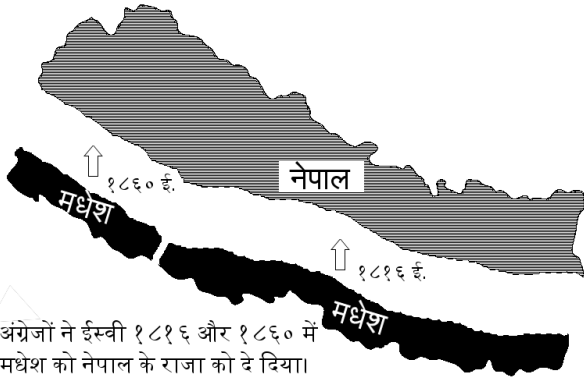 नेपाल
१८६० ई.
मधेश
१८१६ ई.
मधेश
अंग्रेजों ने ईस्वी १८१६ और १८६० में
मधेश को नेपाल के राजा को दे दिया।